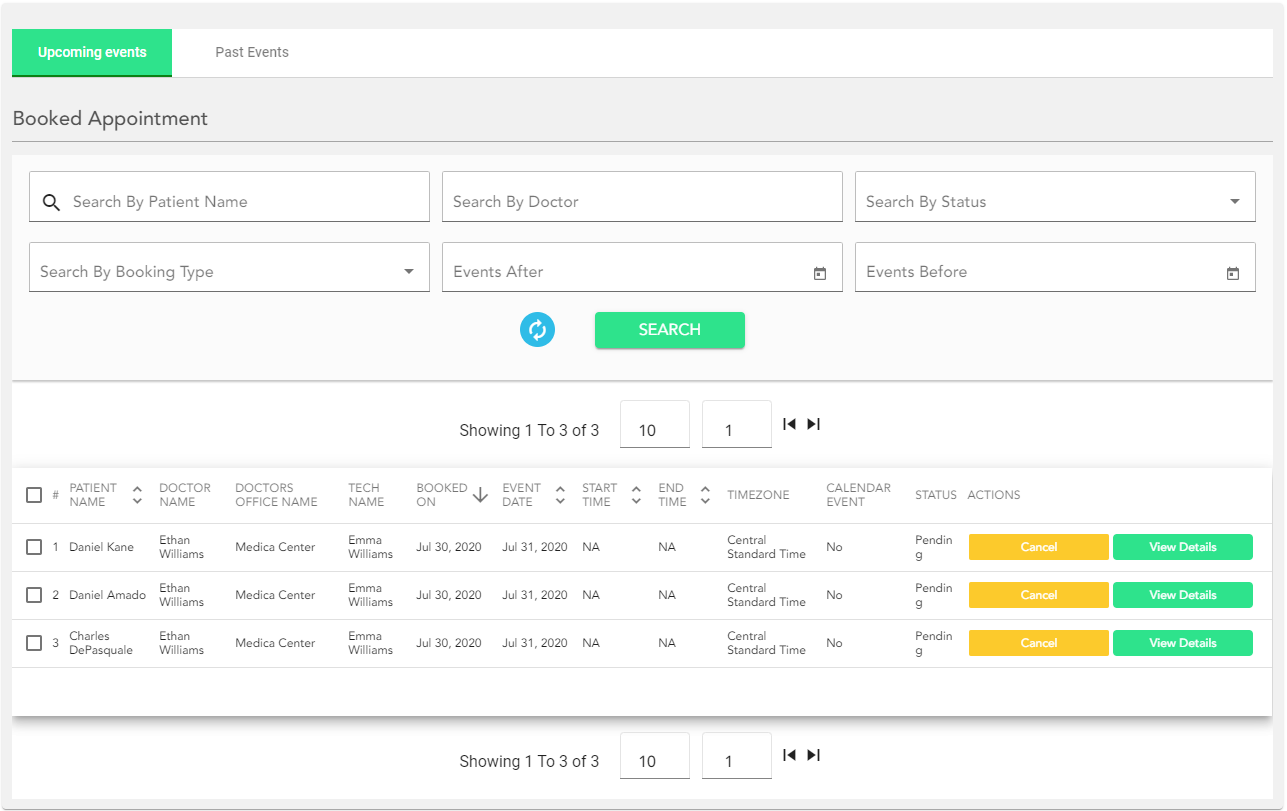 Upcoming events Past Events
Booked Appointment
Search By Patient Name Search By Doctor Search By Status
Search By Booking Type Events After Events Before
SEARCH
Showing 1 To 3 of 3 10 1
# PATIENT NAME DOCTOR NAME DOCTORS OFFICE NAME TECH NAME BOOKED ON EVENT DATE START TIME END TIME TIMEZONE CALENDAR EVENT STATUS ACTIONS
1 Daniel Kane Ethan Williams Medica Center Emma Williams Jul 30, 2020 Jul 31, 2020 NA NA Central Standard Time No Pending Cancel View Details
2 Daniel Amado Ethan Williams Medica Center Emma Williams Jul 30, 2020 Jul 31, 2020 NA NA Central Standard Time No Pending Cancel View Details
3 Charles DePasquale Ethan Williams Medica Center Emma Williams Jul 30, 2020 Jul 31, 2020 NA NA Central Standard Time No Pending Cancel View Details
Showing 1 To 3 of 3 10 1